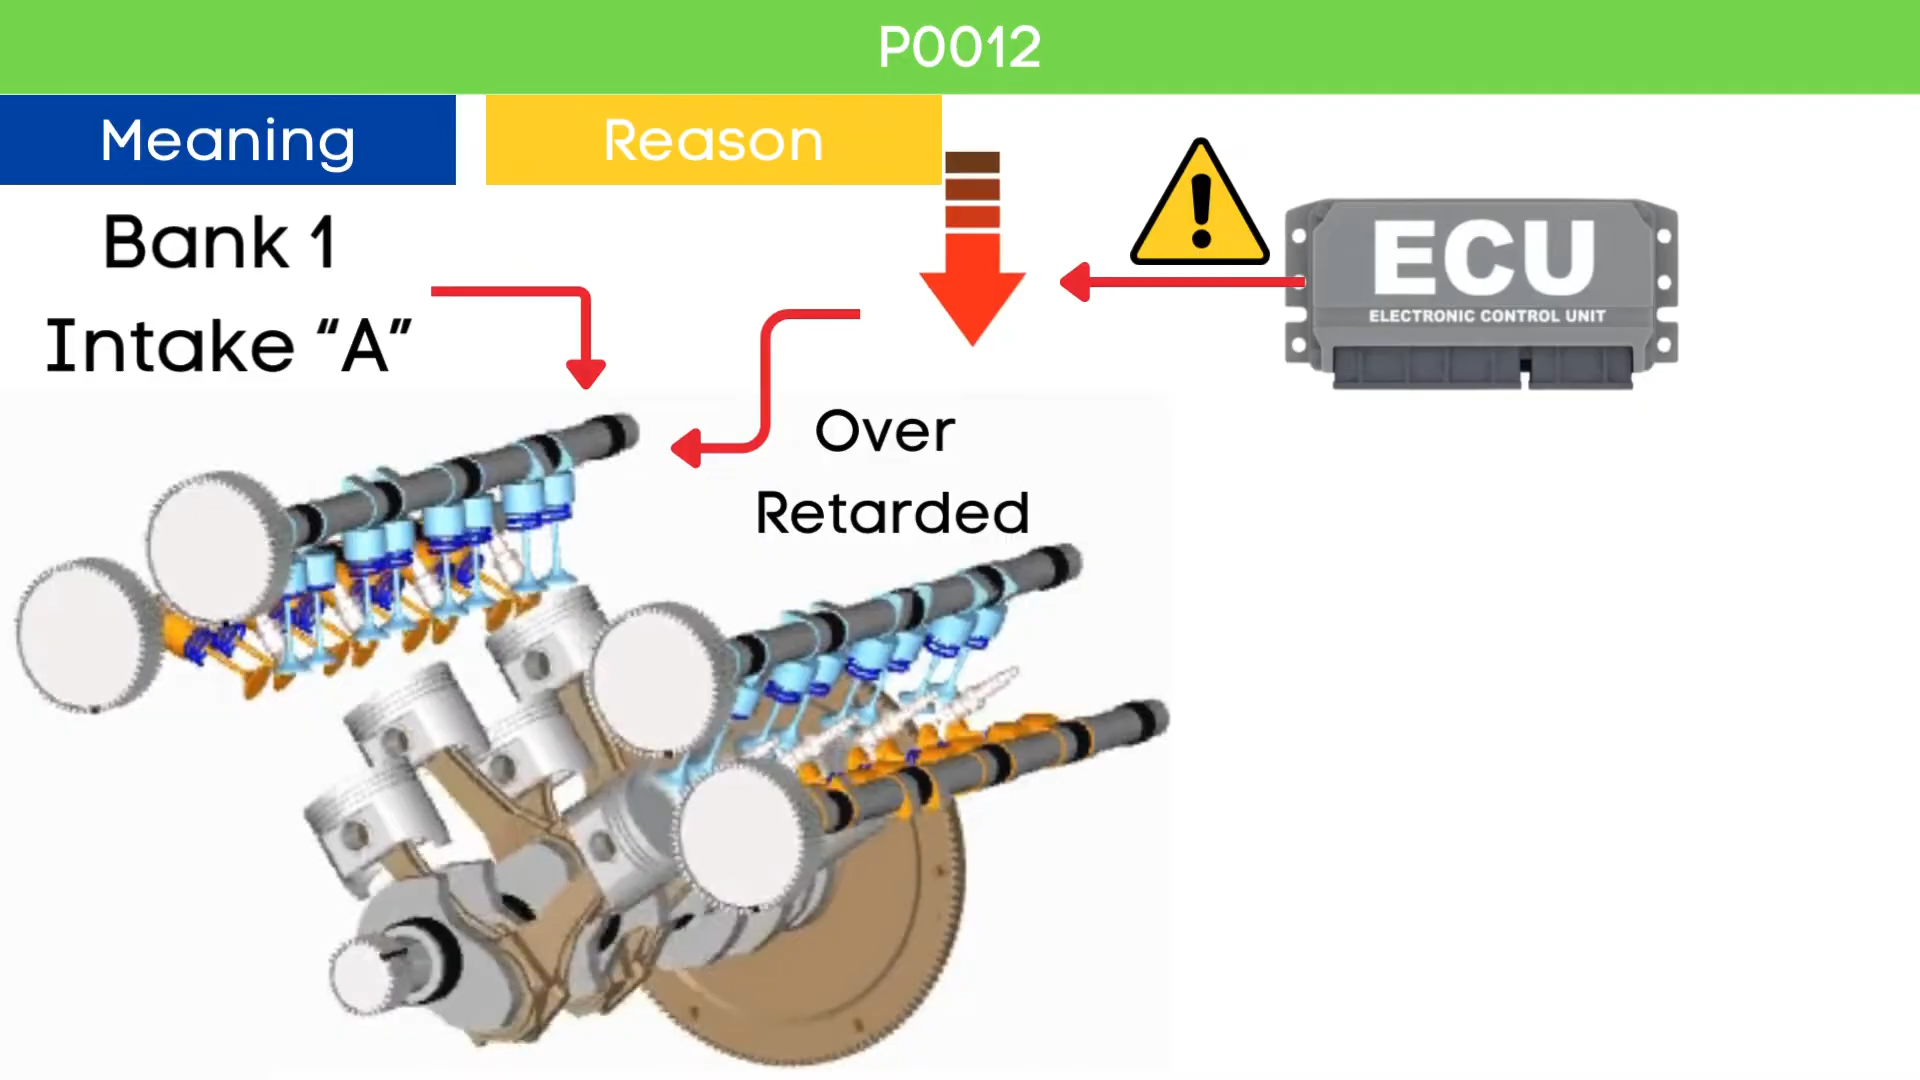 P0012
Meaning
Reason
Bank 1
Intake “A”
ECU
ELECTRONIC CONTROL UNIT
Over
Retarded